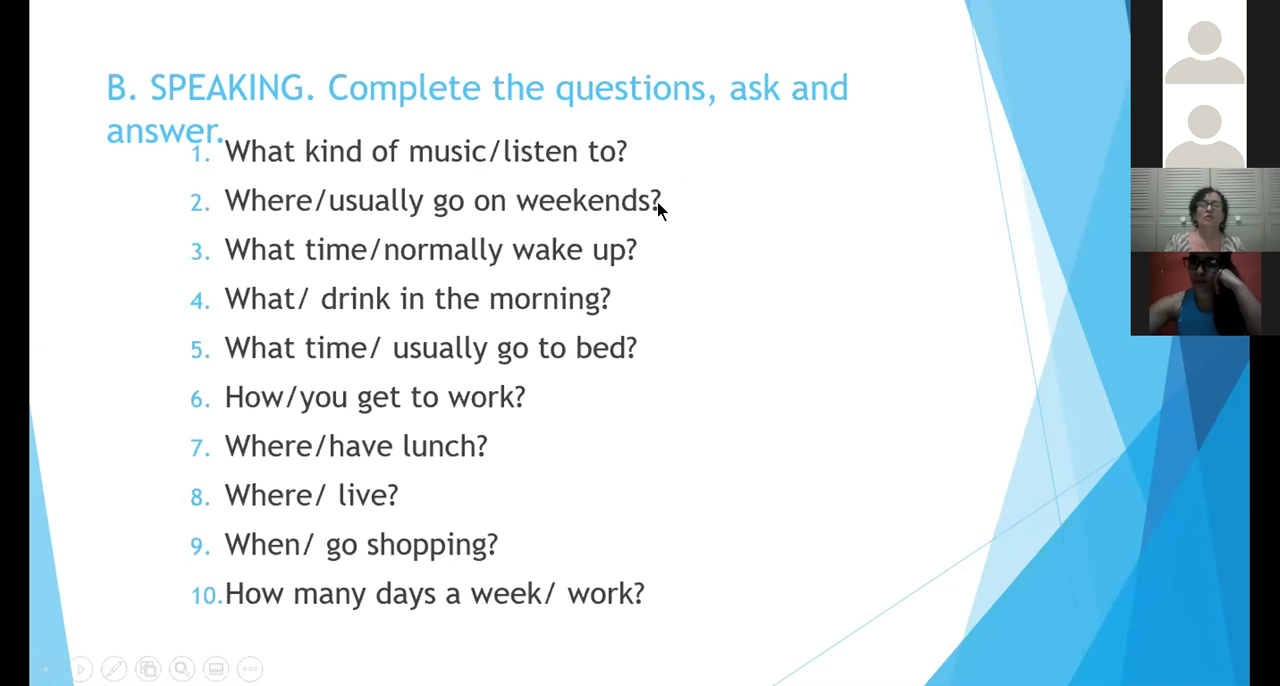 B. SPEAKING. Complete the questions, ask and
answer.
1. What kind of music/listen to?
2. Where/usually go on weekends?
3. What time/normally wake up?
4. What/ drink in the morning?
5. What time/ usually go to bed?
6. How/you get to work?
7. Where/have lunch?
8. Where/ live?
9. When/ go shopping?
10. How many days a week/ work?